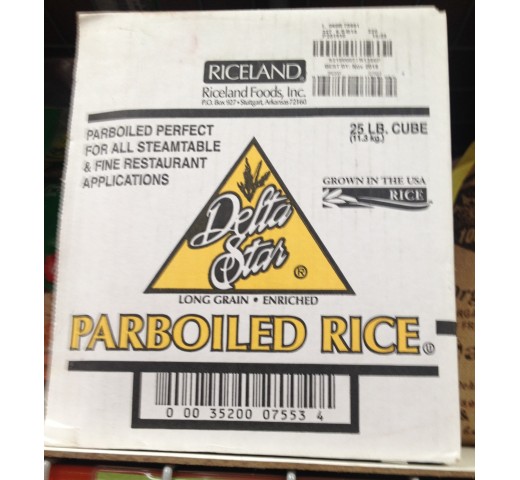 RICELAND
Riceland Foods, Inc.
P.O. Box 927 • Stuttgart, Arkansas 72160
PARBOILED PERFECT
FOR ALL STEAMTABLE
& FINE RESTAURANT
APPLICATIONS
25 LB. CUBE
(11.3 kg.)
GROWN IN THE USA
RICE
Delta
Star ®
LONG GRAIN • ENRICHED
PARBOILED RICE
0 00 35200 07553 4